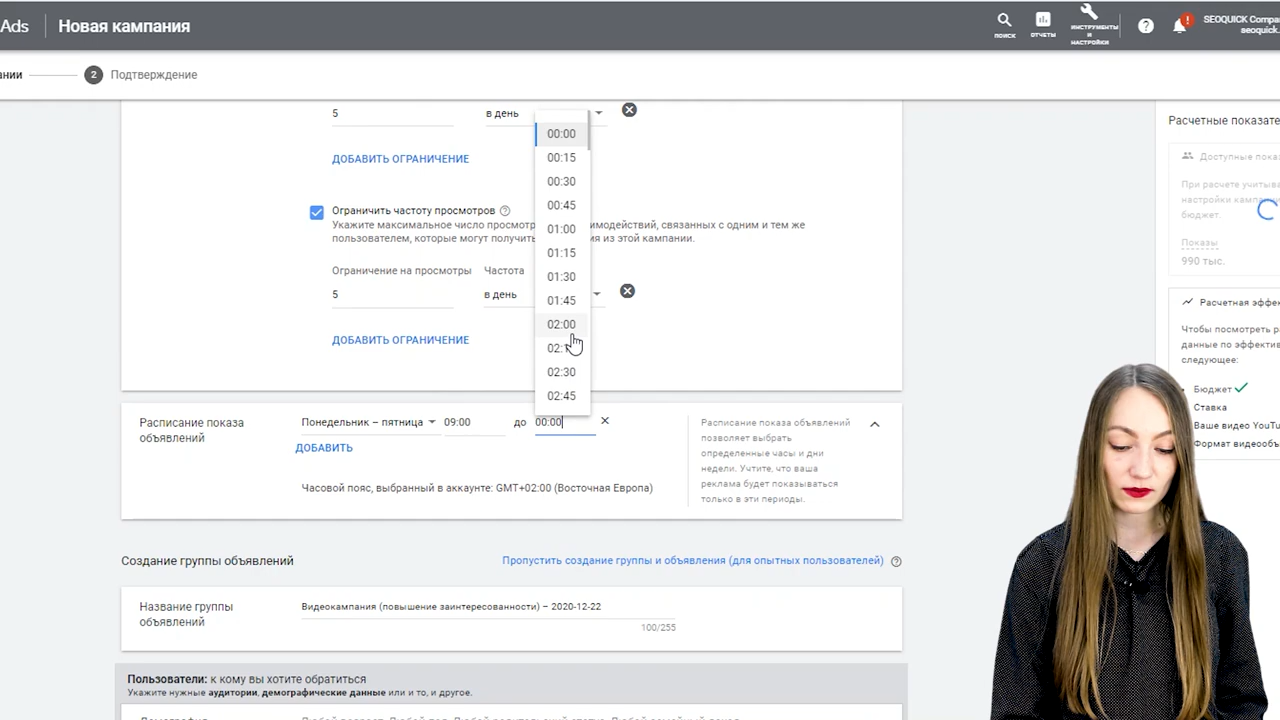 Ads
Новая кампания
ПОИСК
ОТЧЕТЫ
ИНСТРУМЕНТЫ
И
НАСТРОЙКИ
SEOQUICK Compa
seoquick.
нии
2
Подтверждение
5
в день
ДОБАВИТЬ ОГРАНИЧЕНИЕ
Ограничить частоту просмотров
Укажите максимальное число просмотр
имодействий, связанных с одним и тем же
пользователем, которые могут получить
ия из этой кампании.
Ограничение на просмотры
Частота
5
в день
ДОБАВИТЬ ОГРАНИЧЕНИЕ
00:00
00:15
00:30
00:45
01:00
01:15
01:30
01:45
02:00
02:1
02:30
02:45
Расписание показа
объявлений
Понедельник – пятница
09:00
до
00:00
ДОБАВИТЬ
Часовой пояс, выбранный в аккаунте: GMT+02:00 (Восточная Европа)
Расписание показа объявлений
позволяет выбрать
определенные часы и дни
недели. Учтите, что ваша
реклама будет показываться
только в эти периоды.
Создание группы объявлений
Пропустить создание группы и объявления (для опытных пользователей)
Название группы
объявлений
Видеокампания (повышение заинтересованности) – 2020-12-22
100/255
Пользователи: к кому вы хотите обратиться
Укажите нужные аудитории, демографические данные или и то, и другое.
Расчетные показате
Доступные показ
При расчете учитыва
настройки кампани
бюджет.
Показы
990 тыс.
Расчетная эффе
Чтобы посмотреть р
данные по эффектив
следующее:
Бюджет
Ставка
Ваше видео YouTu
Формат видеообъ